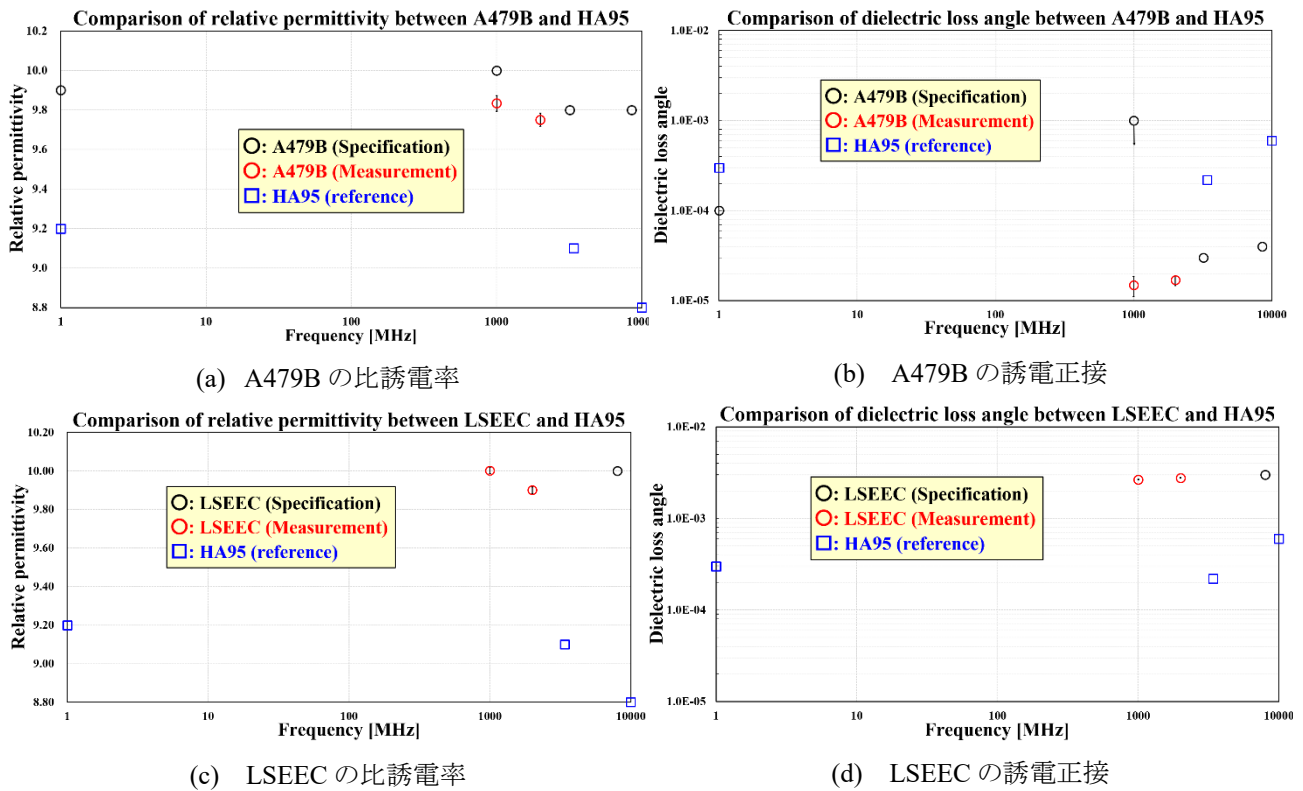 Comparison of relative permittivity between A479B and HA95
10.2
10.0
9.8
9.6
9.4
9.2
9.0
8.8
Relative permittivity
: A479B (Specification)
: A479B (Measurement)
: HA95 (reference)
1 10 100 1000 10000
Frequency [MHz]
(a) A479B の比誘電率
Comparison of dielectric loss angle between A479B and HA95
1.0E-02
1.0E-03
1.0E-04
1.0E-05
Dielectric loss angle
: A479B (Specification)
: A479B (Measurement)
: HA95 (reference)
1 10 100 1000 10000
Frequency [MHz]
(b) A479B の誘電正接
Comparison of relative permittivity between LSEEC and HA95
10.20
10.00
9.80
9.60
9.40
9.20
9.00
8.80
Relative permittivity
: LSEEC (Specification)
: LSEEC (Measurement)
: HA95 (reference)
1 10 100 1000 10000
Frequency [MHz]
(c) LSEEC の比誘電率
Comparison of dielectric loss angle between LSEEC and HA95
1.0E-02
1.0E-03
1.0E-04
1.0E-05
Dielectric loss angle
: LSEEC (Specification)
: LSEEC (Measurement)
: HA95 (reference)
1 10 100 1000 10000
Frequency [MHz]
(d) LSEEC の誘電正接